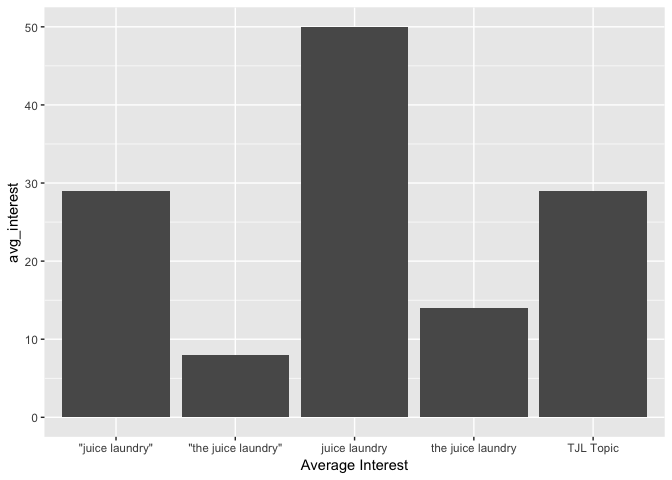 50
40
30
20
10
0
avg_interest
"juice laundry" "the juice laundry" juice laundry the juice laundry TJL Topic
Average Interest